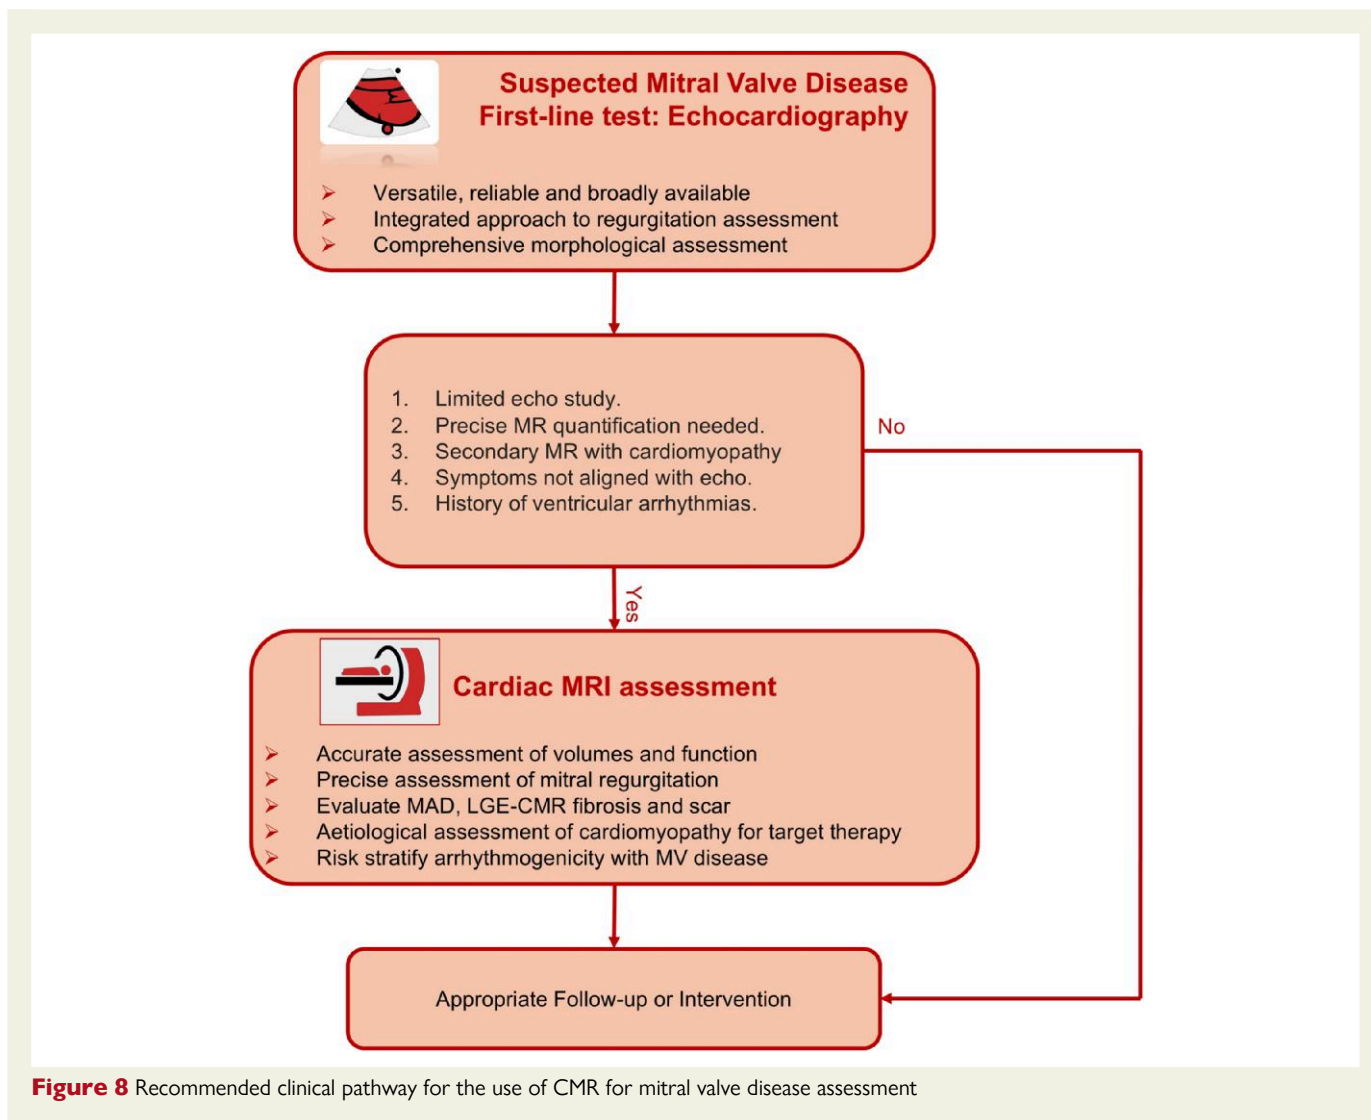 Suspected Mitral Valve Disease
First-line test: Echocardiography
Versatile, reliable and broadly available
Integrated approach to regurgitation assessment
Comprehensive morphological assessment
1. Limited echo study.
2. Precise MR quantification needed.
3. Secondary MR with cardiomyopathy
4. Symptoms not aligned with echo.
5. History of ventricular arrhythmias.
No
Yes
Cardiac MRI assessment
Accurate assessment of volumes and function
Precise assessment of mitral regurgitation
Evaluate MAD, LGE-CMR fibrosis and scar
Aetiological assessment of cardiomyopathy for target therapy
Risk stratify arrhythmogenicity with MV disease
Appropriate Follow-up or Intervention
Figure 8 Recommended clinical pathway for the use of CMR for mitral valve disease assessment